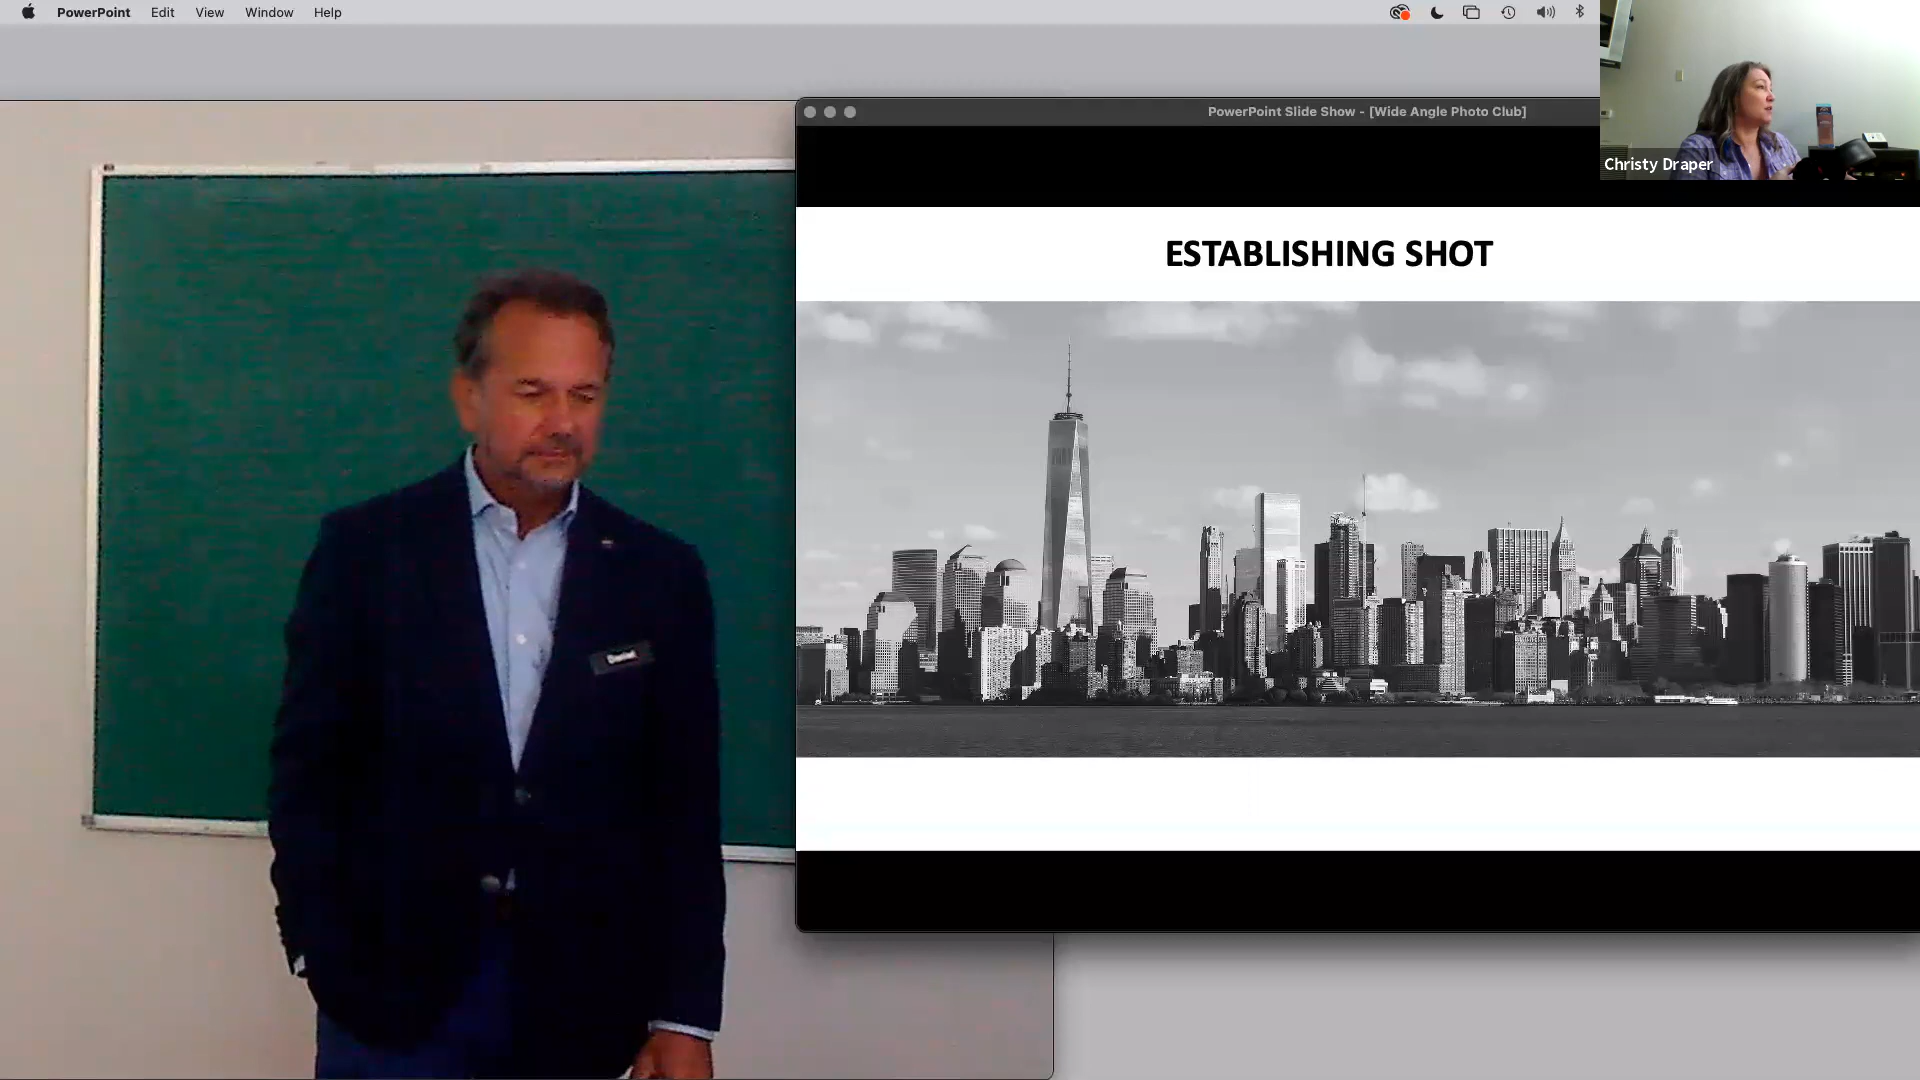 PowerPoint Edit View Window Help
PowerPoint Slide Show - [Wide Angle Photo Club]
Christy Draper
ESTABLISHING SHOT